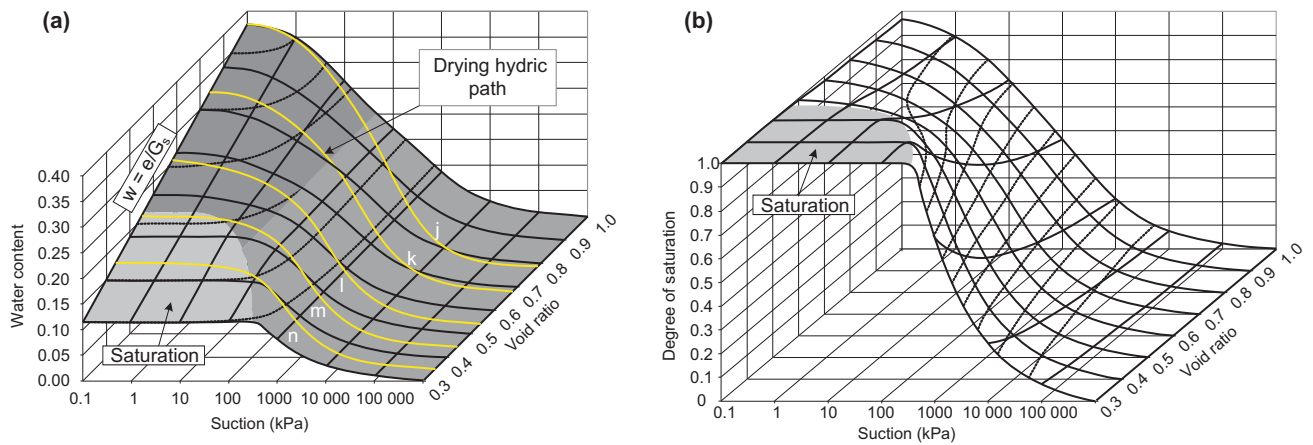 (a)
Drying hydric
path
w = e/Gs
Water content
0.40
0.35
0.30
0.25
0.20
0.15
0.10
0.05
0.00
Saturation
j
k
l
m
n
0.1
1
10
100
1000
10 000
100 000
Suction (kPa)
0.3
0.4
0.5
0.6
0.7
0.8
0.9
1.0
Void ratio
(b)
Degree of saturation
1.0
0.9
0.8
0.7
0.6
0.5
0.4
0.3
0.2
0.1
0
Saturation
0.1
1
10
100
1000
10 000
100 000
Suction (kPa)
0.3
0.4
0.5
0.6
0.7
0.8
0.9
1.0
Void ratio